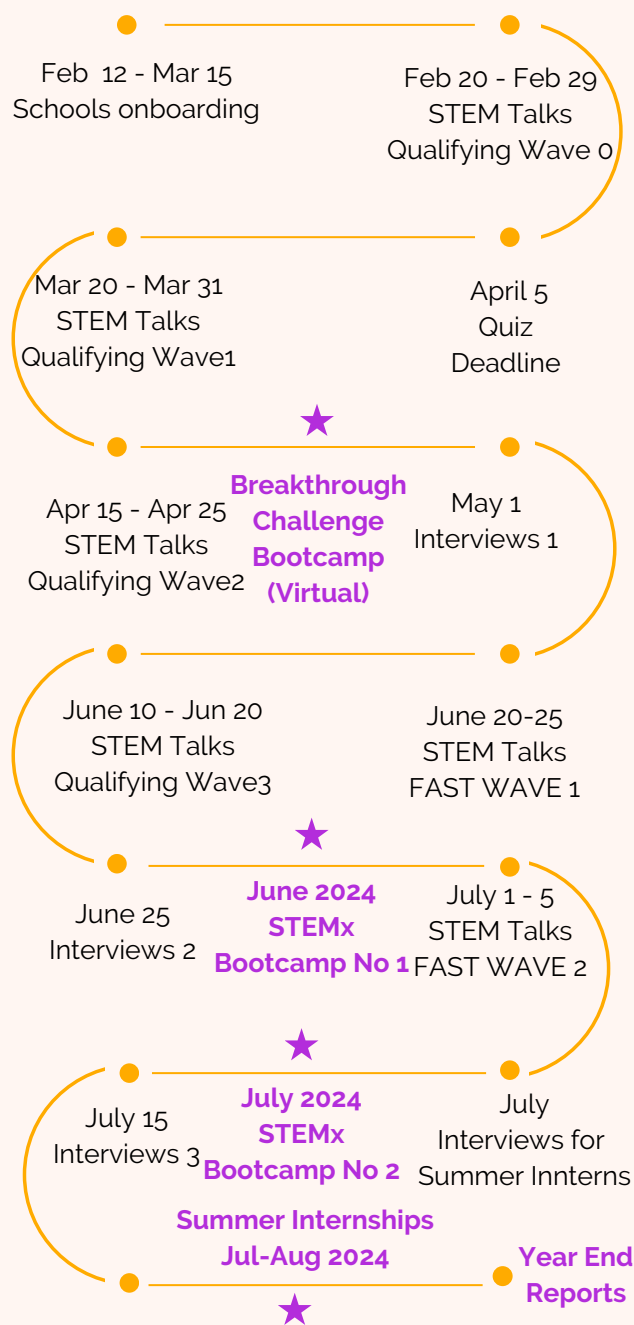 Feb 12 - Mar 15
Schools onboarding
Feb 20 - Feb 29
STEM Talks
Qualifying Wave 0
April 5
Quiz
Deadline
Mar 20 - Mar 31
STEM Talks
Qualifying Wave1
Apr 15 - Apr 25
STEM Talks
Qualifying Wave2
Breakthrough
Challenge
Bootcamp
(Virtual)
May 1
Interviews 1
June 20-25
STEM Talks
FAST WAVE 1
June 10 - Jun 20
STEM Talks
Qualifying Wave3
June 25
Interviews 2
June 2024
STEMx
Bootcamp No 1
July 1 - 5
STEM Talks
FAST WAVE 2
July
Interviews for
Summer Innterns
July 2024
STEMx
Bootcamp No 2
July 15
Interviews 3
Summer Internships
Jul-Aug 2024
Year End
Reports